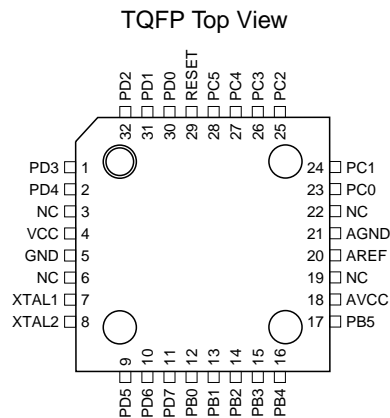 TQFP Top View
PD2 PD1 PD0 RESET PC5 PC4 PC3 PC2
32 31 30 29 28 27 26 25
PD3 1 24 PC1
PD4 2 23 PC0
NC 3 22 NC
VCC 4 21 AGND
GND 5 20 AREF
NC 6 19 NC
XTAL1 7 18 AVCC
XTAL2 8 17 PB5
9 10 11 12 13 14 15 16
PD5 PD6 PD7 PB0 PB1 PB2 PB3 PB4